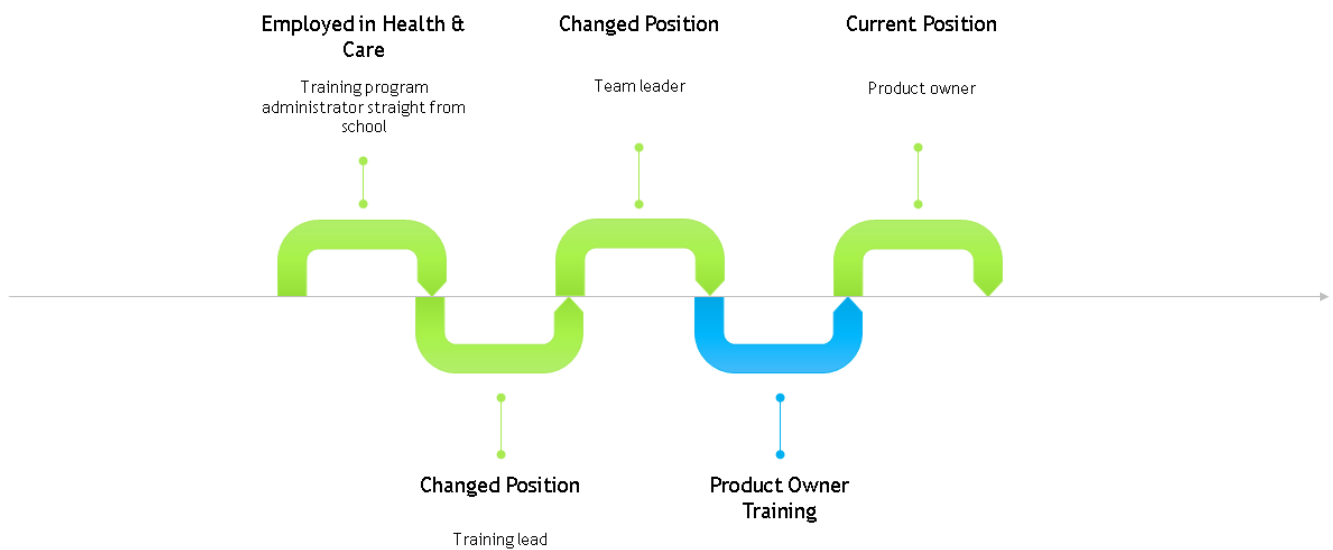 Employed in Health &
Care
Training program
administrator straight from
school
Changed Position
Team leader
Current Position
Product owner
Changed Position
Training lead
Product Owner
Training